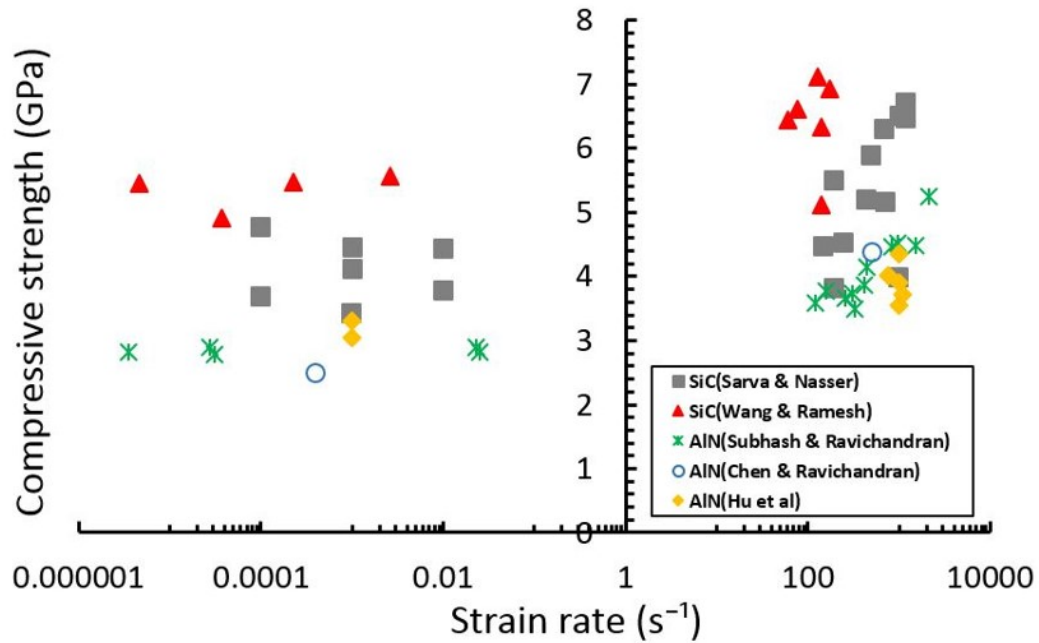 Compressive strength (GPa)
8
7
6
5
4
3
2
1
0
SiC(Sarva & Nasser)
SiC(Wang & Ramesh)
AlN(Subhash & Ravichandran)
AlN(Chen & Ravichandran)
AlN(Hu et al)
0.000001 0.0001 0.01 1 100 10000
Strain rate (s⁻¹)